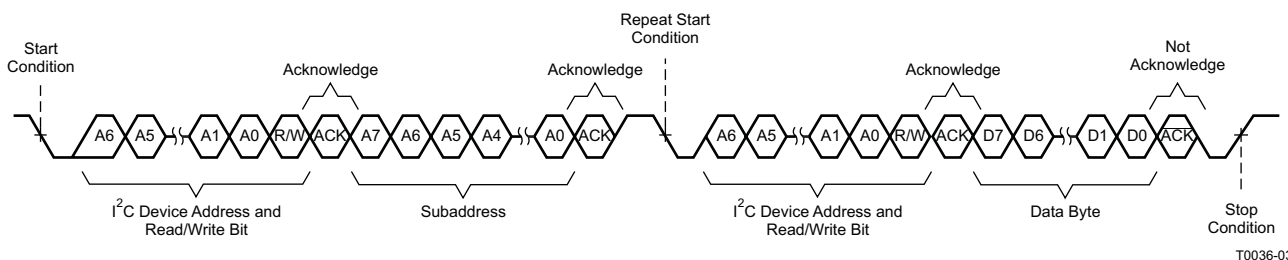 Start
Condition
Repeat Start
Condition
Not
Acknowledge
Acknowledge
Acknowledge
Acknowledge
A6 A5 A1 A0 R/W ACK A7 A6 A5 A4 A0 ACK A6 A5 A1 A0 R/W ACK D7 D6 D1 D0 ACK
I²C Device Address and
Read/Write Bit
Subaddress
I²C Device Address and
Read/Write Bit
Data Byte
Stop
Condition